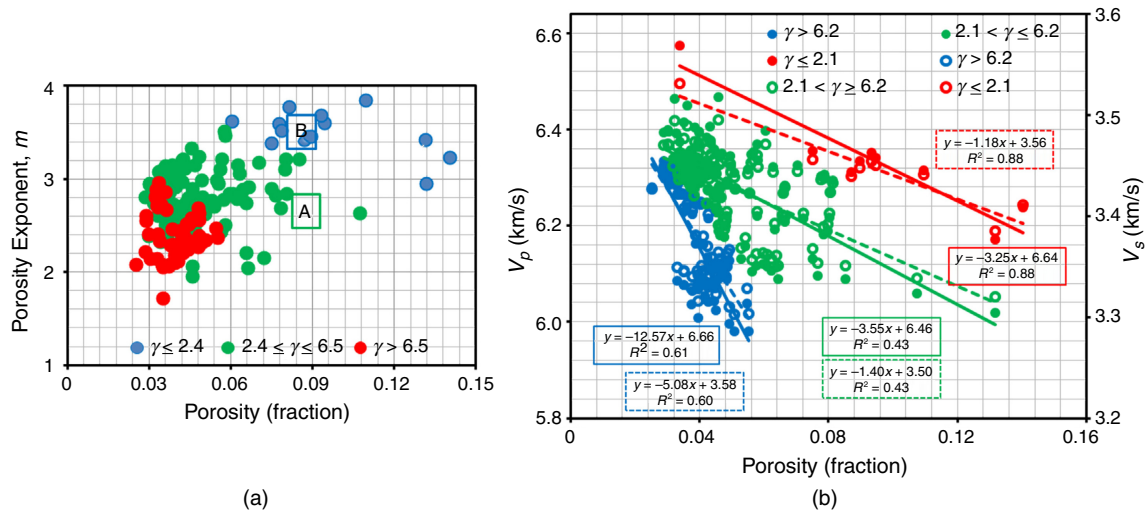 4
3
2
1
Porosity Exponent, m
B
A
γ ≤ 2.4
2.4 ≤ γ ≤ 6.5
γ > 6.5
0 0.03 0.06 0.09 0.12 0.15
Porosity (fraction)
(a)
6.6
6.4
6.2
6.0
5.8
Vp (km/s)
γ > 6.2
2.1 < γ ≤ 6.2
γ ≤ 2.1
γ > 6.2
2.1 < γ ≥ 6.2
γ ≤ 2.1
y = −1.18x + 3.56
R² = 0.88
y = −3.25x + 6.64
R² = 0.88
y = −12.57x + 6.66
R² = 0.61
y = −3.55x + 6.46
R² = 0.43
y = −5.08x + 3.58
R² = 0.60
y = −1.40x + 3.50
R² = 0.43
3.6
3.5
3.4
3.3
3.2
Vs (km/s)
0 0.04 0.08 0.12 0.16
Porosity (fraction)
(b)